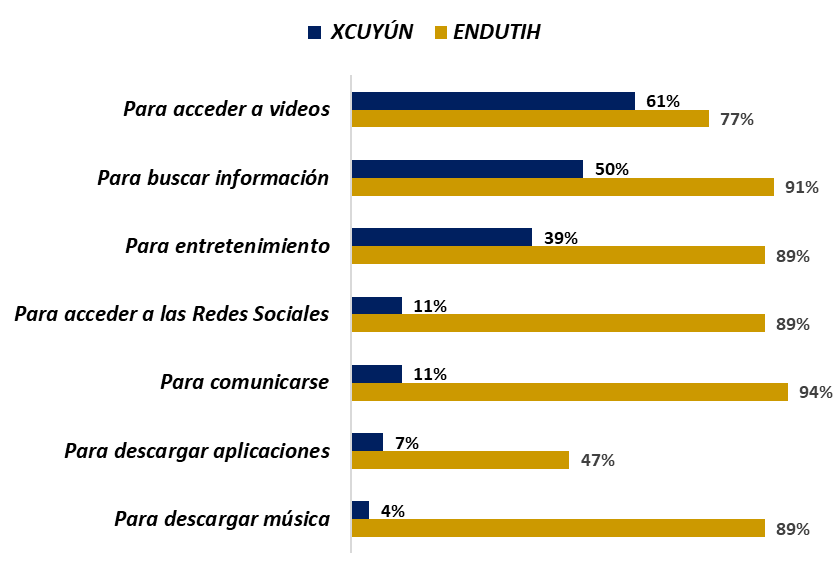 XCUYÚN ENDUTIH
Para acceder a videos 61% 77%
Para buscar información 50% 91%
Para entretenimiento 39% 89%
Para acceder a las Redes Sociales 11% 89%
Para comunicarse 11% 94%
Para descargar aplicaciones 7% 47%
Para descargar música 4% 89%